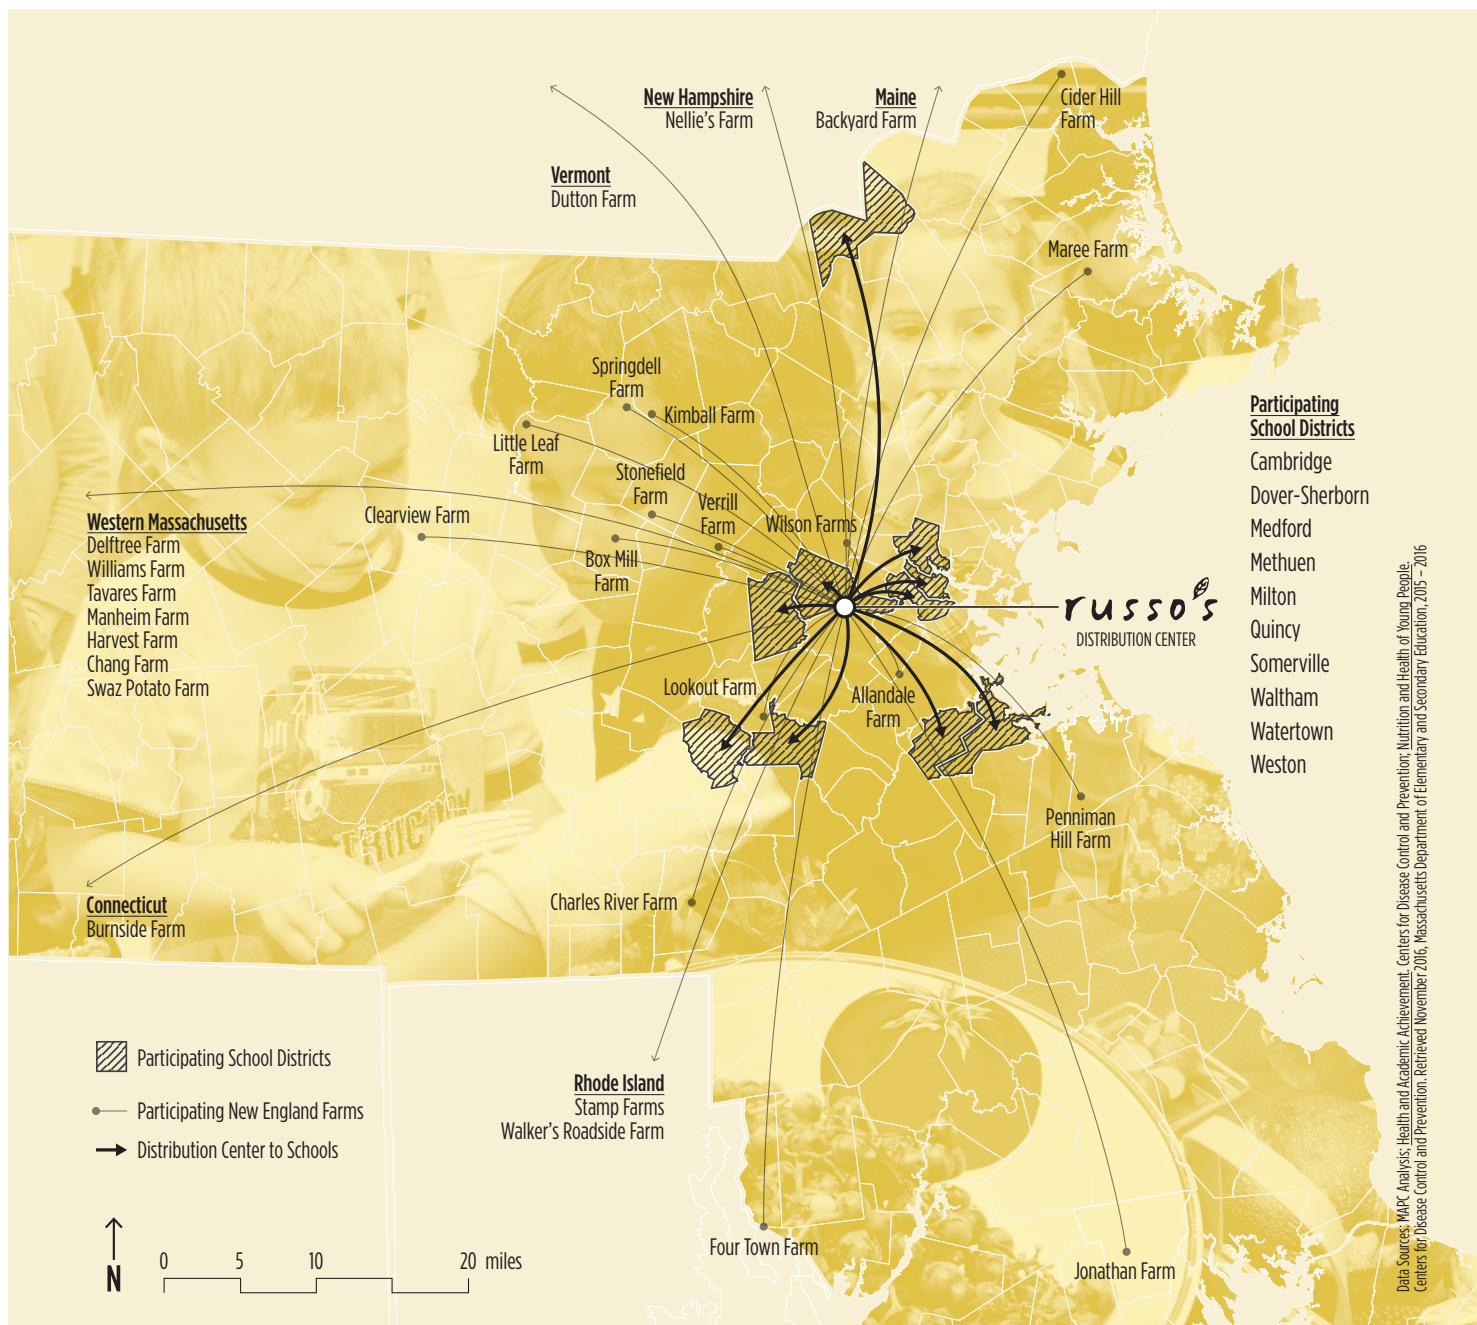 New Hampshire
Nellie's Farm
Maine
Backyard Farm
Cider Hill
Farm
Vermont
Dutton Farm
Maree Farm
Springdell
Farm
Kimball Farm
Little Leaf
Farm
Stonefield
Farm
Verrill
Farm
Wilson Farms
Clearview Farm
Box Mill
Farm
Western Massachusetts
Delftree Farm
Williams Farm
Tavares Farm
Manheim Farm
Harvest Farm
Chang Farm
Swaz Potato Farm
Participating
School Districts
Cambridge
Dover-Sherborn
Medford
Methuen
Milton
Quincy
Somerville
Waltham
Watertown
Weston
russo's
DISTRIBUTION CENTER
Lookout Farm
Allandale
Farm
Penniman
Hill Farm
TRUCK
Charles River Farm
Connecticut
Burnside Farm
Rhode Island
Stamp Farms
Walker's Roadside Farm
Four Town Farm
Jonathan Farm
Participating School Districts
Participating New England Farms
Distribution Center to Schools
N
0 5 10 20 miles
Data Sources: MAPC Analysis; Health and Academic Achievement. Centers for Disease Control and Prevention; Nutrition and Health of Young People.
Centers for Disease Control and Prevention. Retrieved November 2016, Massachusetts Department of Elementary and Secondary Education, 2015 – 2016